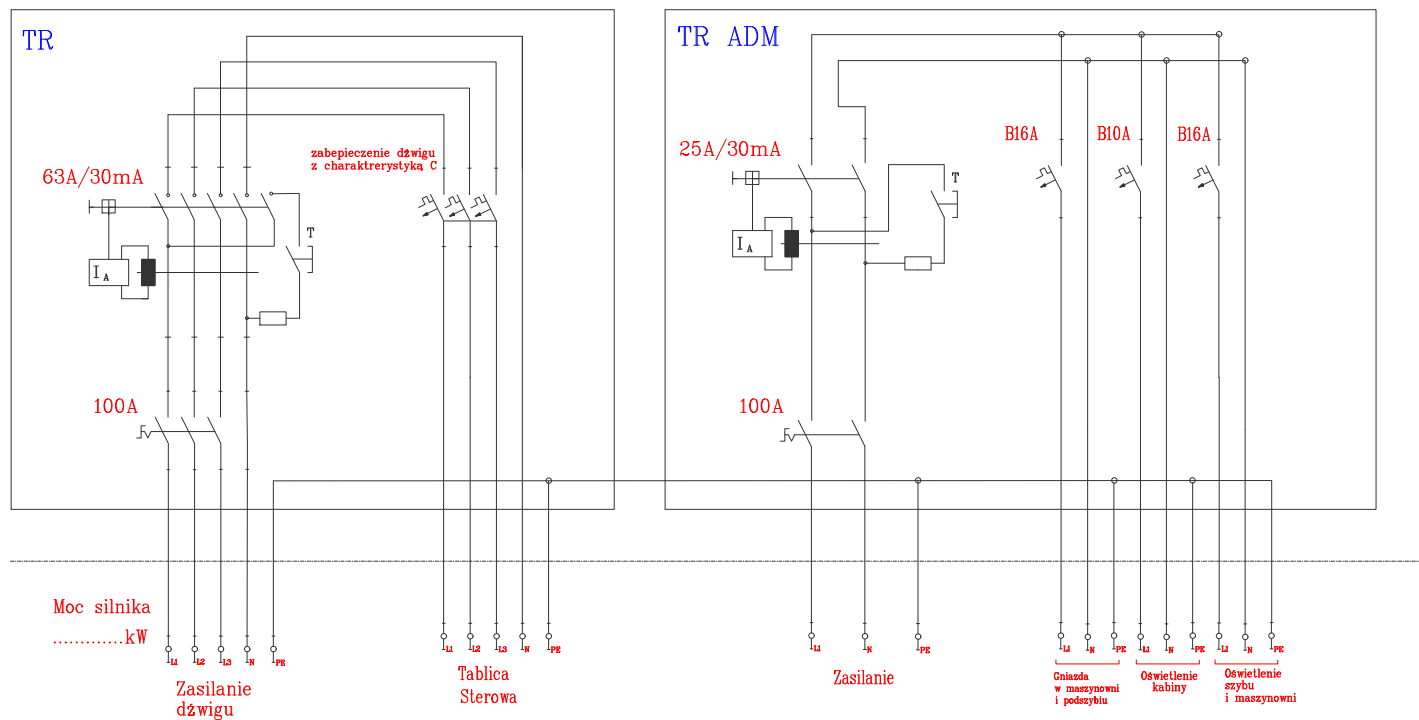 TR
TR ADM
zabepieczenie dźwigu
z charaktrerystyką C
63A/30mA
T
I A
100A
25A/30mA
T
I A
100A
B16A
B10A
B16A
Moc silnika
.............kW
L1
L2
L3
N
PE
Zasilanie
dźwigu
L1
L2
L3
N
PE
Tablica
Sterowa
L1
N
PE
Zasilanie
L1
N
PE
Gniazda
w maszynowni
i podszybiu
L1
N
PE
Oświetlenie
kabiny
L1
N
PE
Oświetlenie
szybu
i maszynowni